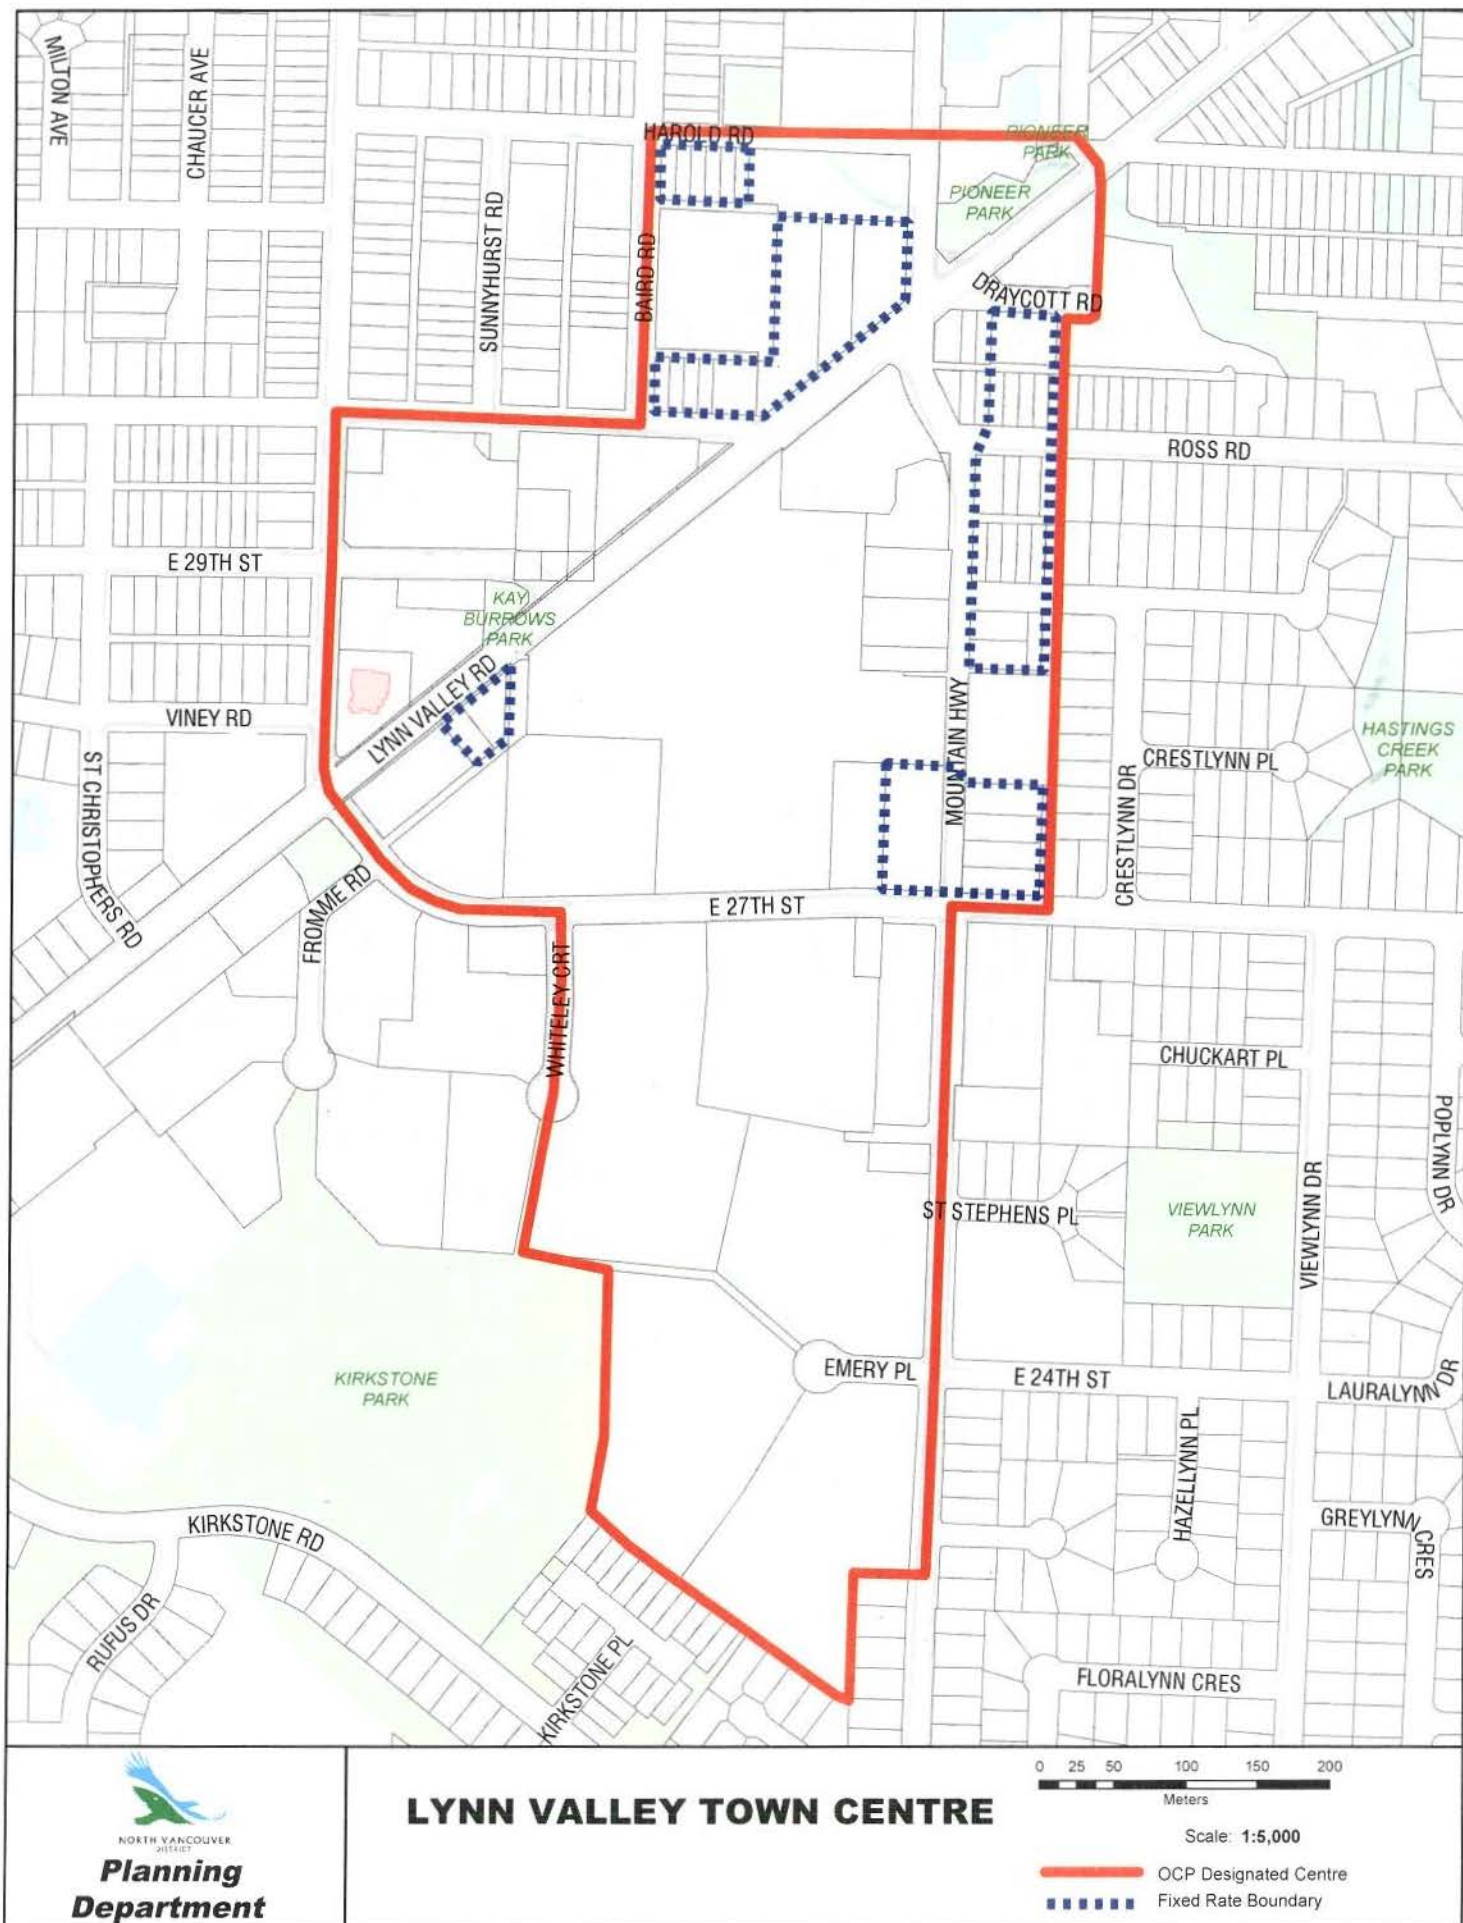 MILTON AVE
CHAUCER AVE
HAROLD RD
PIONEER
PARK
PIONEER
PARK
SUNNYHURST RD
BAIRD RD
DRAYCOTT RD
ROSS RD
E 29TH ST
KAY
BURROWS
PARK
LYNN VALLEY RD
VINEY RD
MOUNTAIN HWY
HASTINGS
CREEK
PARK
CRESTLYNN PL
ST CHRISTOPHERS RD
CRESTLYNN DR
FROMME RD
E 27TH ST
WHITELEY CRT
CHUCKART PL
POPLYNN DR
VIEWLYNN DR
ST STEPHENS PL
VIEWLYNN
PARK
KIRKSTONE
PARK
EMERY PL
E 24TH ST
LAURALYNN DR
HAZELLYNN PL
GREYLYNN CRES
KIRKSTONE RD
RUFUS DR
KIRKSTONE PL
FLORALYNN CRES
NORTH VANCOUVER
DISTRICT
Planning
Department
LYNN VALLEY TOWN CENTRE
0 25 50 100 150 200
Meters
Scale: 1:5,000
OCP Designated Centre
Fixed Rate Boundary